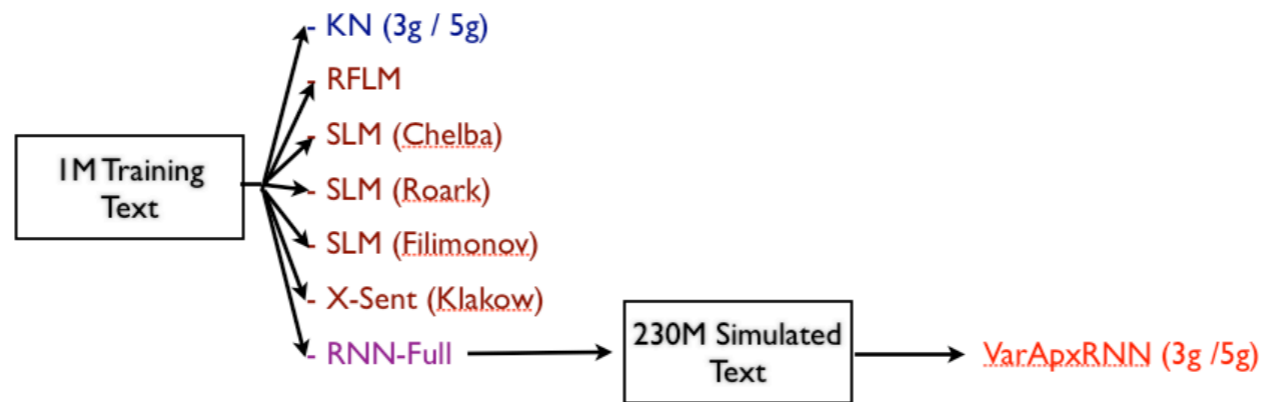 - KN (3g / 5g)
- RFLM
- SLM (Chelba)
1M Training
Text
- SLM (Roark)
- SLM (Filimonov)
- X-Sent (Klakow)
- RNN-Full
230M Simulated
Text
VarApxRNN (3g /5g)